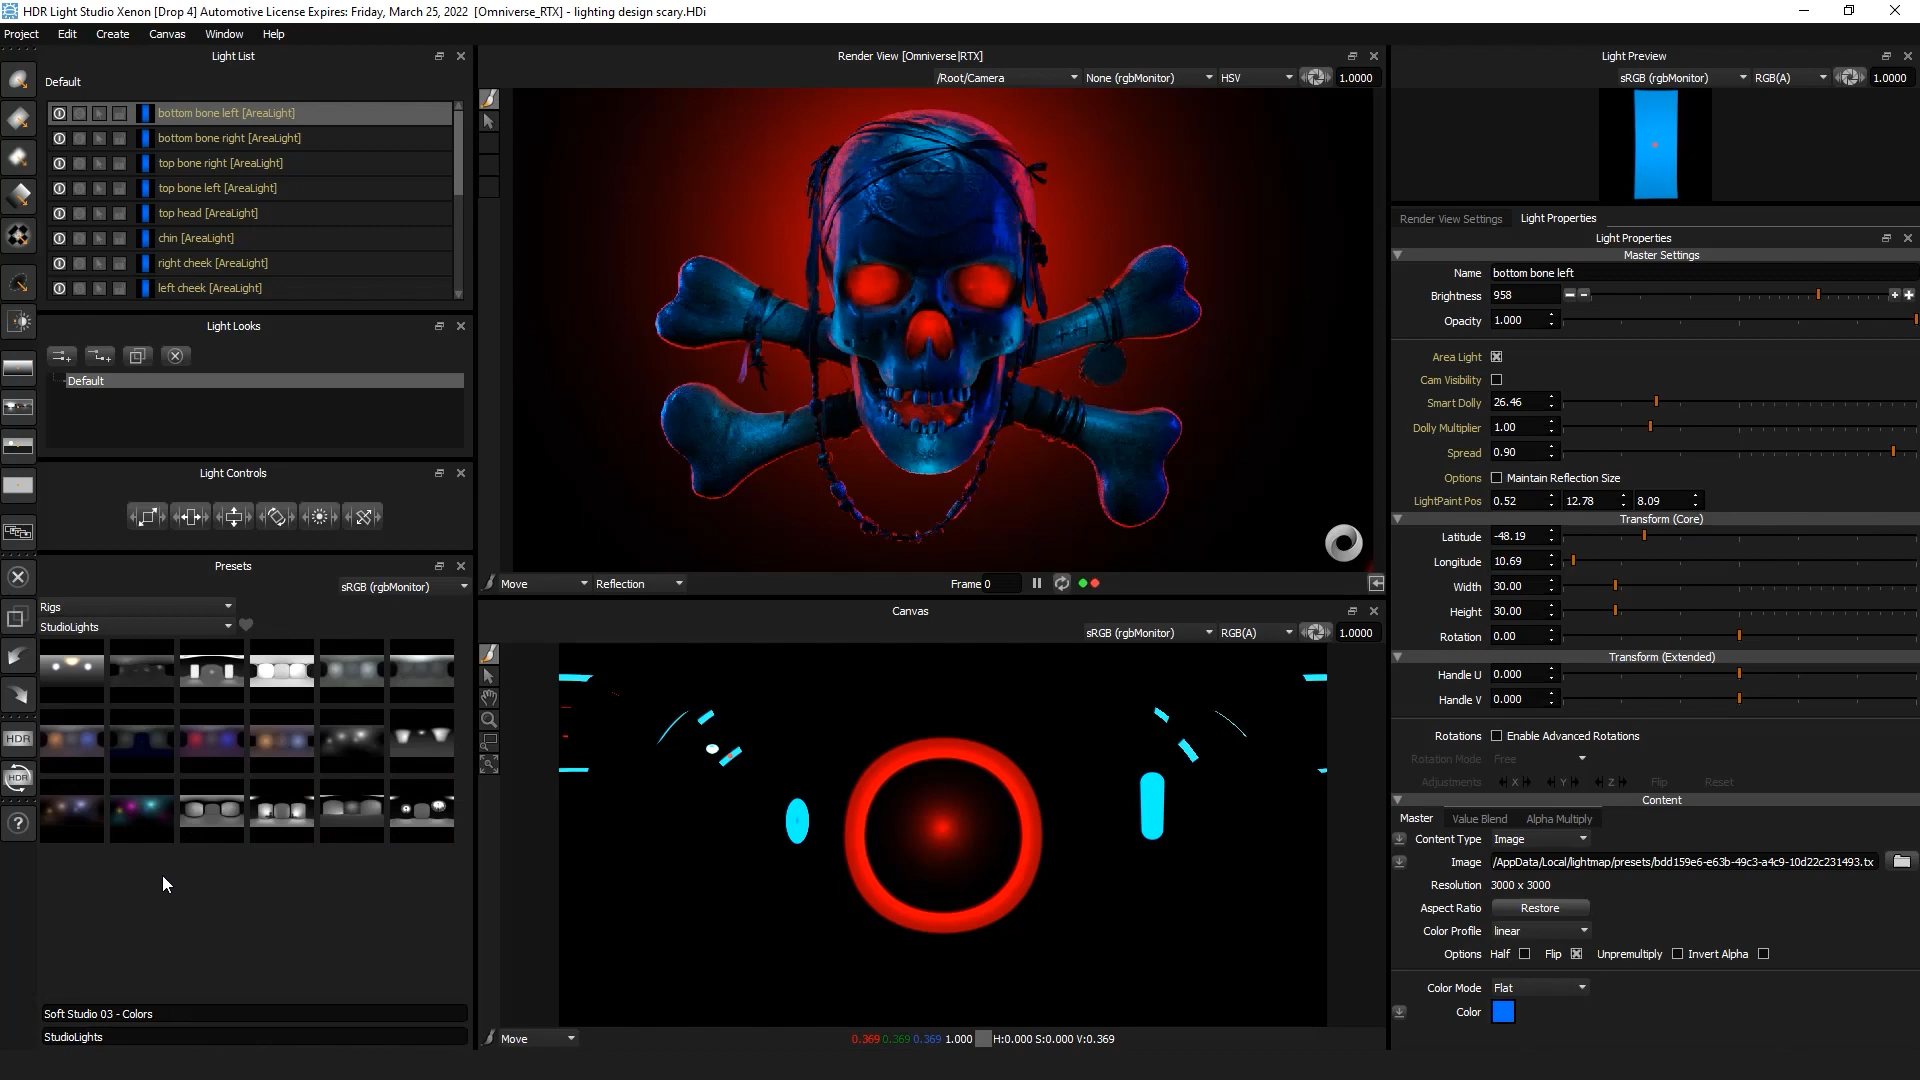 HDR Light Studio Xenon [Drop 4] Automotive License Expires: Friday, March 25, 2022 [Omniverse_RTX] - lighting design scary.HDi
Project Edit Create Canvas Window Help
Light List
Default
bottom bone left [AreaLight]
bottom bone right [AreaLight]
top bone right [AreaLight]
top bone left [AreaLight]
top head [AreaLight]
chin [AreaLight]
right cheek [AreaLight]
left cheek [AreaLight]
Light Looks
Default
Light Controls
Presets
sRGB (rgbMonitor)
Rigs
StudioLights
HDR
HDR
?
Soft Studio 03 - Colors
StudioLights
Render View [Omniverse|RTX]
/Root/Camera None (rgbMonitor) HSV 1.0000
Move Reflection Frame 0
Canvas
sRGB (rgbMonitor) RGB(A) 1.0000
Move 0.369 0.369 0.369 1.000 H:0.000 S:0.000 V:0.369
Light Preview
sRGB (rgbMonitor) RGB(A) 1.0000
Render View Settings Light Properties
Light Properties
Master Settings
Name bottom bone left
Brightness 958
Opacity 1.000
Area Light
Cam Visibility
Smart Dolly 26.46
Dolly Multiplier 1.00
Spread 0.90
Options Maintain Reflection Size
LightPaint Pos 0.52 12.78 8.09
Transform (Core)
Latitude -48.19
Longitude 10.69
Width 30.00
Height 30.00
Rotation 0.00
Transform (Extended)
Handle U 0.000
Handle V 0.000
Rotations Enable Advanced Rotations
Rotation Mode Free
Adjustments X Y Z Flip Reset
Content
Master Value Blend Alpha Multiply
Content Type Image
Image /AppData/Local/lightmap/presets/bdd159e6-e63b-49c3-a4c9-10d22c231493.tx
Resolution 3000 x 3000
Aspect Ratio Restore
Color Profile linear
Options Half Flip Unpremultiply Invert Alpha
Color Mode Flat
Color